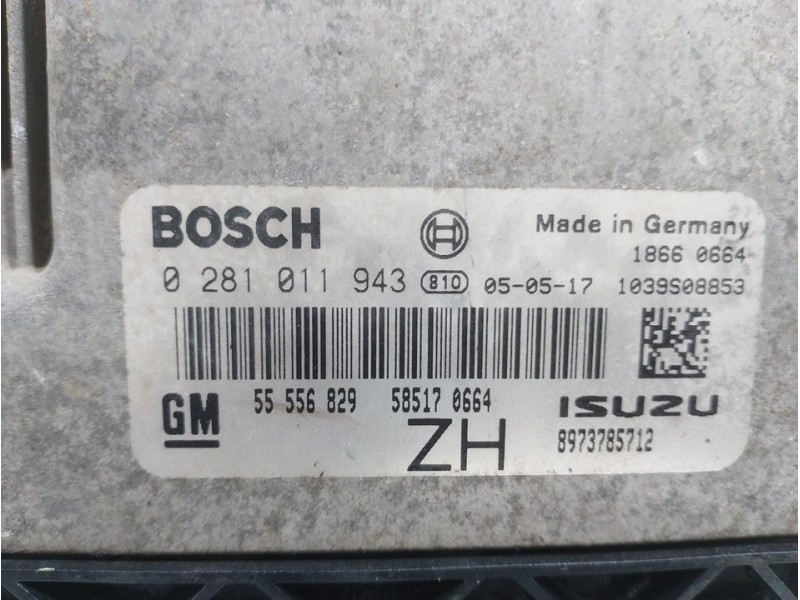 BOSCH Made in Germany
1866 0664
0 281 011 943 810 05-05-17 1039S08853
55 556 829 58517 0664 ISUZU
GM ZH 8973785712